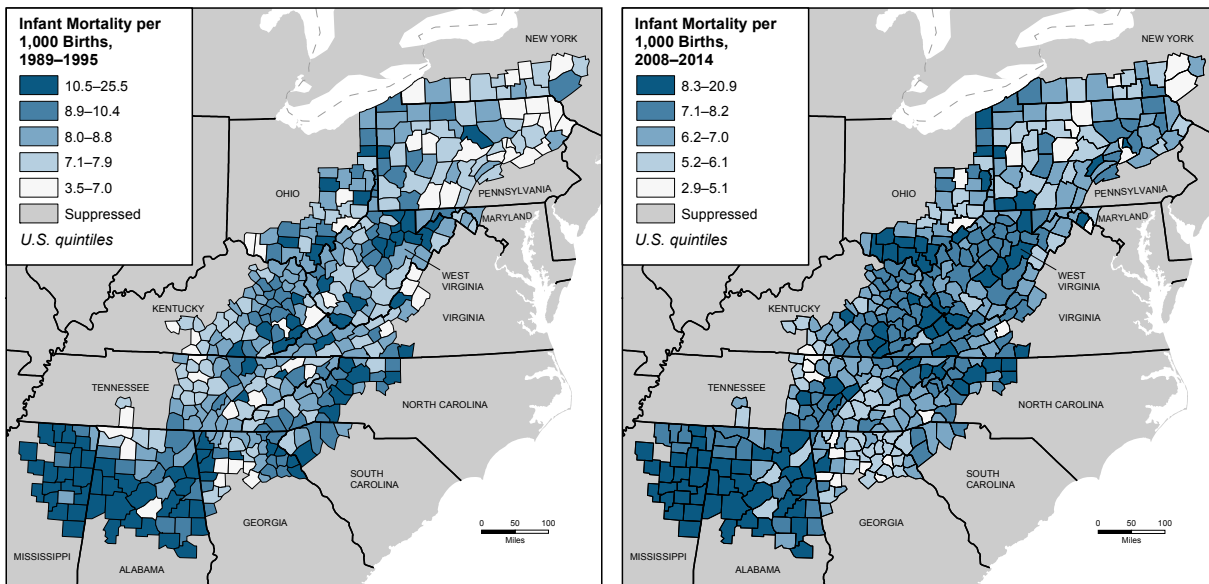 Infant Mortality per
1,000 Births,
1989–1995
10.5–25.5
8.9–10.4
8.0–8.8
7.1–7.9
3.5–7.0
Suppressed
U.S. quintiles
NEW YORK
OHIO
PENNSYLVANIA
MARYLAND
WEST
VIRGINIA
KENTUCKY
VIRGINIA
TENNESSEE
NORTH CAROLINA
SOUTH
CAROLINA
GEORGIA
MISSISSIPPI
ALABAMA
0 50 100
Miles
Infant Mortality per
1,000 Births,
2008–2014
8.3–20.9
7.1–8.2
6.2–7.0
5.2–6.1
2.9–5.1
Suppressed
U.S. quintiles
NEW YORK
OHIO
PENNSYLVANIA
MARYLAND
WEST
VIRGINIA
KENTUCKY
VIRGINIA
TENNESSEE
NORTH CAROLINA
SOUTH
CAROLINA
GEORGIA
MISSISSIPPI
ALABAMA
0 50 100
Miles